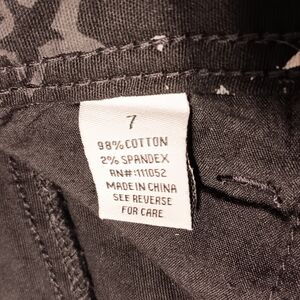 7
98% COTTON
2% SPANDEX
RN#:111052
MADE IN CHINA
SEE REVERSE
FOR CARE